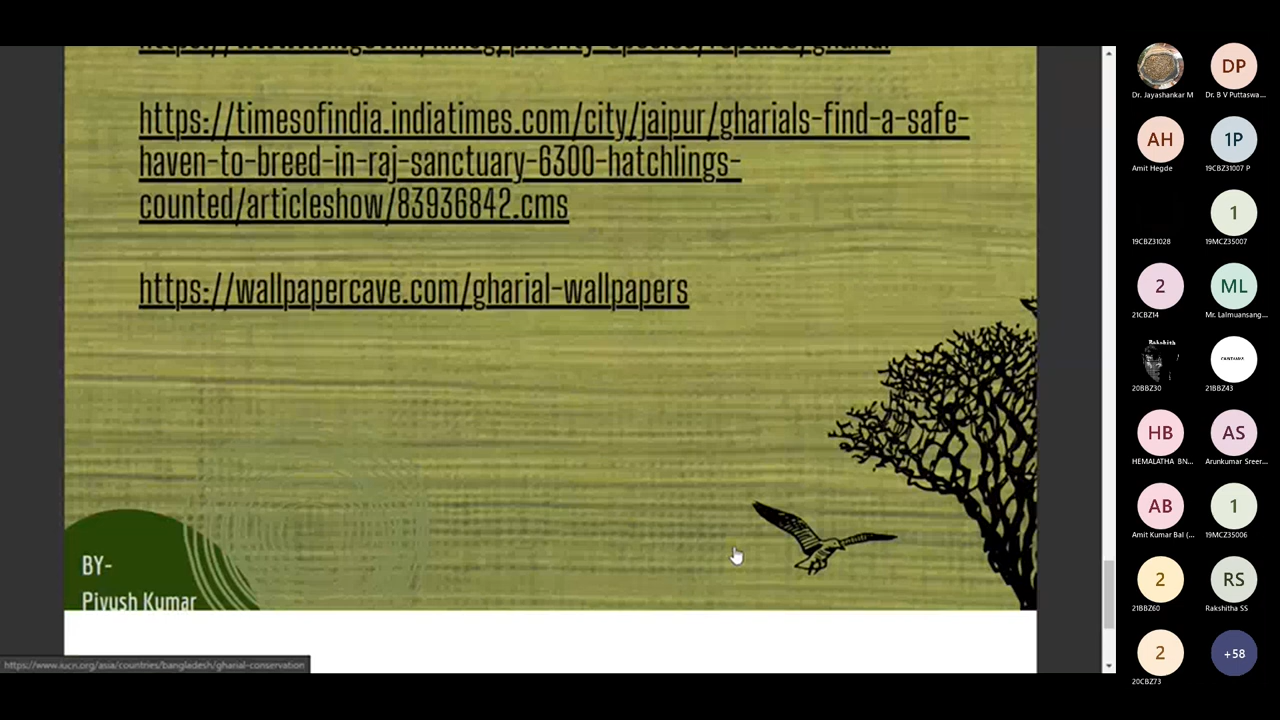 https://timesofindia.indiatimes.com/city/jaipur/gharials-find-a-safe-
haven-to-breed-in-raj-sanctuary-6300-hatchlings-
counted/articleshow/83936842.cms
https://wallpapercave.com/gharial-wallpapers
BY-
Piyush Kumar
https://www.iucn.org/asia/countries/bangladesh/gharial-conservation
Dr. Jayashankar M
DP
Dr. B V Puttaswa...
AH
Amit Hegde
1P
19CBZ31007 P
19CBZ31028
1
19MCZ35007
2
21CBZ14
ML
Mr. Lalmuansang...
Rakshith
20BBZ30
21BBZ43
HB
HEMALATHA BN...
AS
Arunkumar Sreer...
AB
Amit Kumar Bal (...
1
19MCZ35006
2
21BBZ60
RS
Rakshitha SS
2
20CBZ73
+58